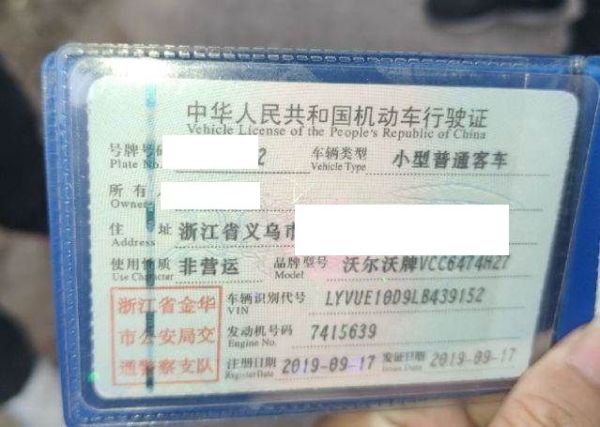 中华人民共和国机动车行驶证
Vehicle License of the People's Republic of China
号牌号码 2 车辆类型 小型普通客车
Plate No. Vehicle Type
所有
Owner
住址 浙江省义乌市
Address
使用性质 非营运 品牌型号 沃尔沃牌VCC6474H27
Use Character Model
浙江省金华 车辆识别代号 LYVUE10D9LB439152
VIN
市公安局交 发动机号码 7415639
Engine No.
通警察支队 注册日期 2019-09-17 发证日期 2019-09-17
Register Date Issue Date